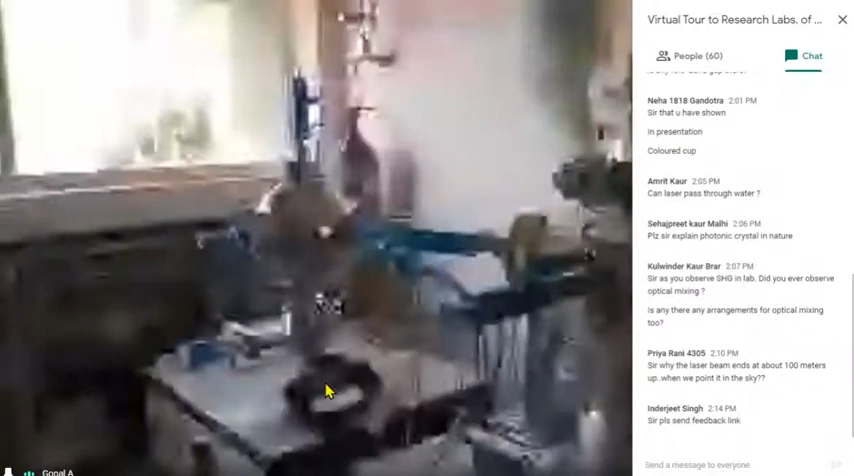 Virtual Tour to Research Labs. of ...
People (60)
Chat
Neha 1818 Gandotra 2:01 PM
Sir that u have shown
In presentation
Coloured cup
Amrit Kaur 2:05 PM
Can laser pass through water ?
Sehajpreet kaur Malhi 2:06 PM
Plz sir explain photonic crystal in nature
Kulwinder Kaur Brar 2:07 PM
Sir as you observe SHG in lab. Did you ever observe
optical mixing ?
Is any there any arrangements for optical mixing
too?
Priya Rani 4305 2:10 PM
Sir why the laser beam ends at about 100 meters
up..when we point it in the sky??
Inderjeet Singh 2:14 PM
Sir pls send feedback link
Send a message to everyone
Gopal A